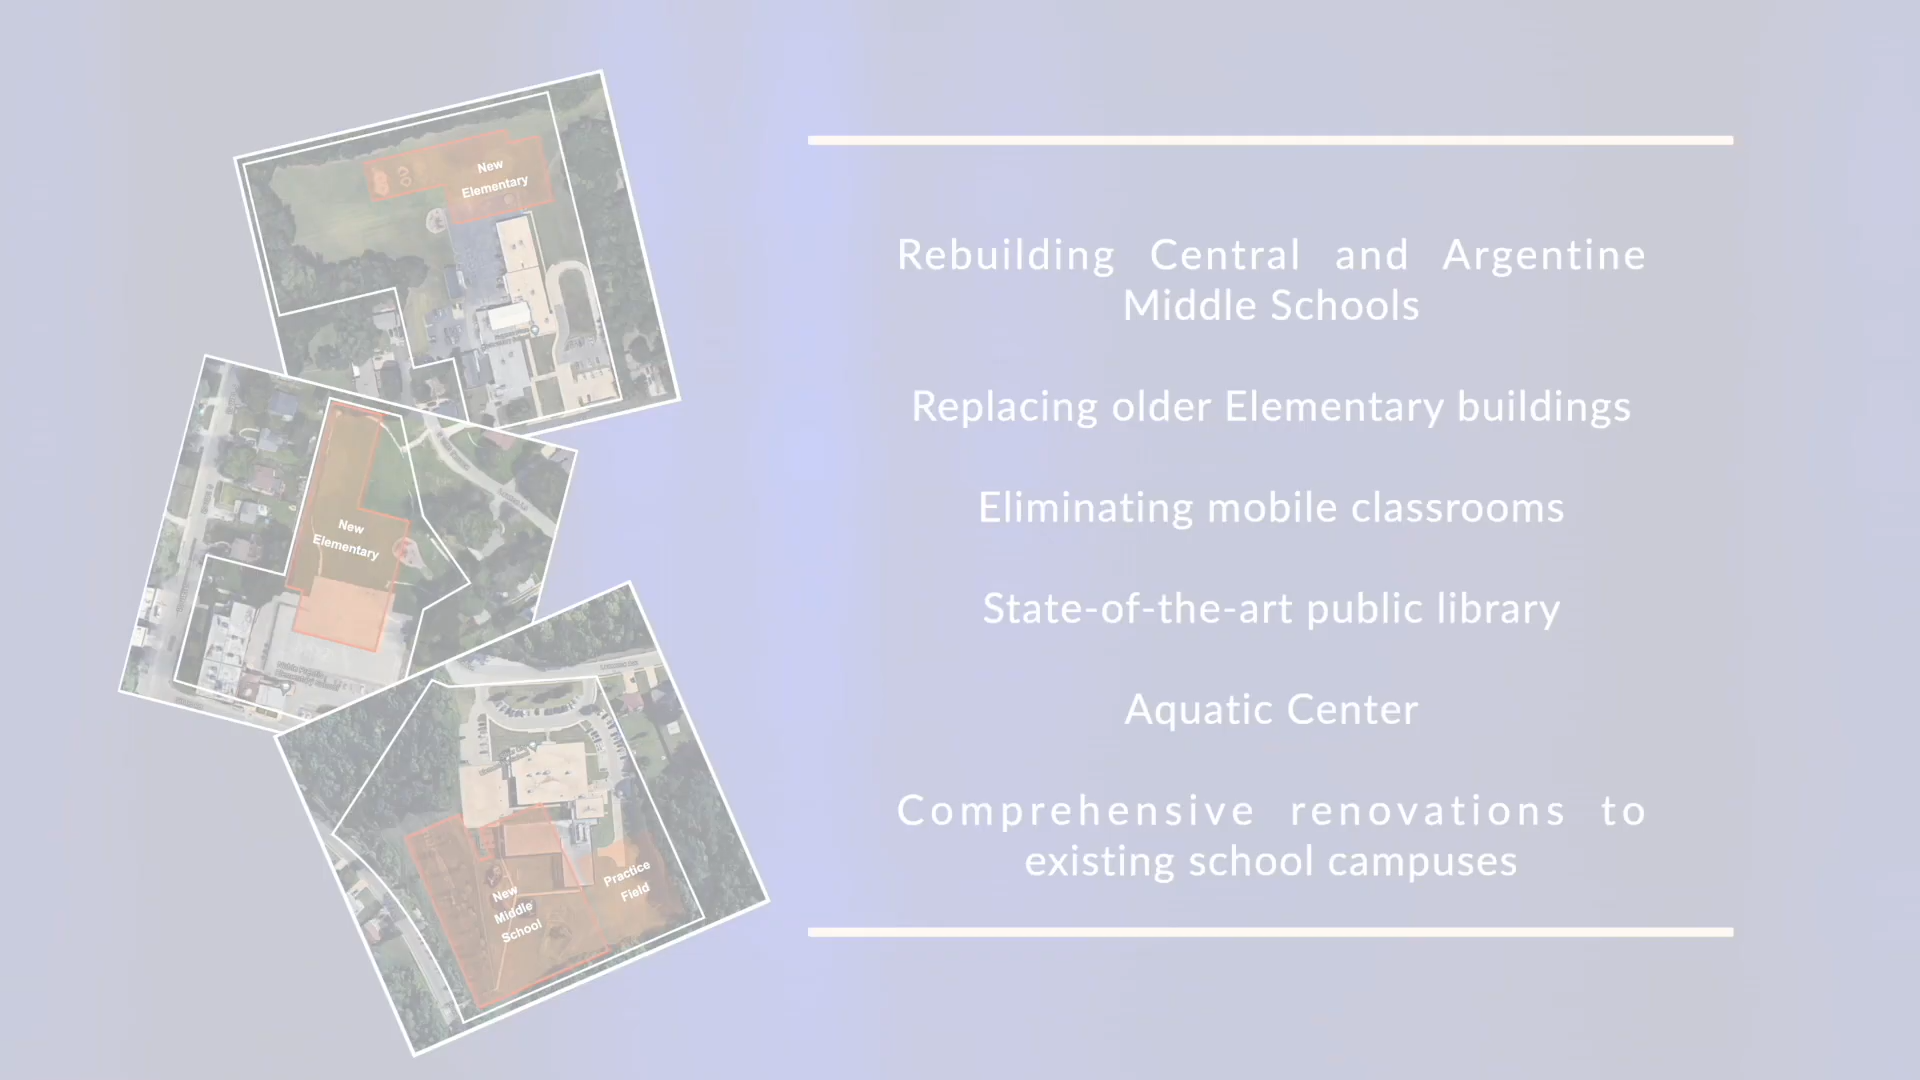 New
Elementary
New
Elementary
New
Middle
School
Practice
Field
Rebuilding Central and Argentine
Middle Schools
Replacing older Elementary buildings
Eliminating mobile classrooms
State-of-the-art public library
Aquatic Center
Comprehensive renovations to
existing school campuses